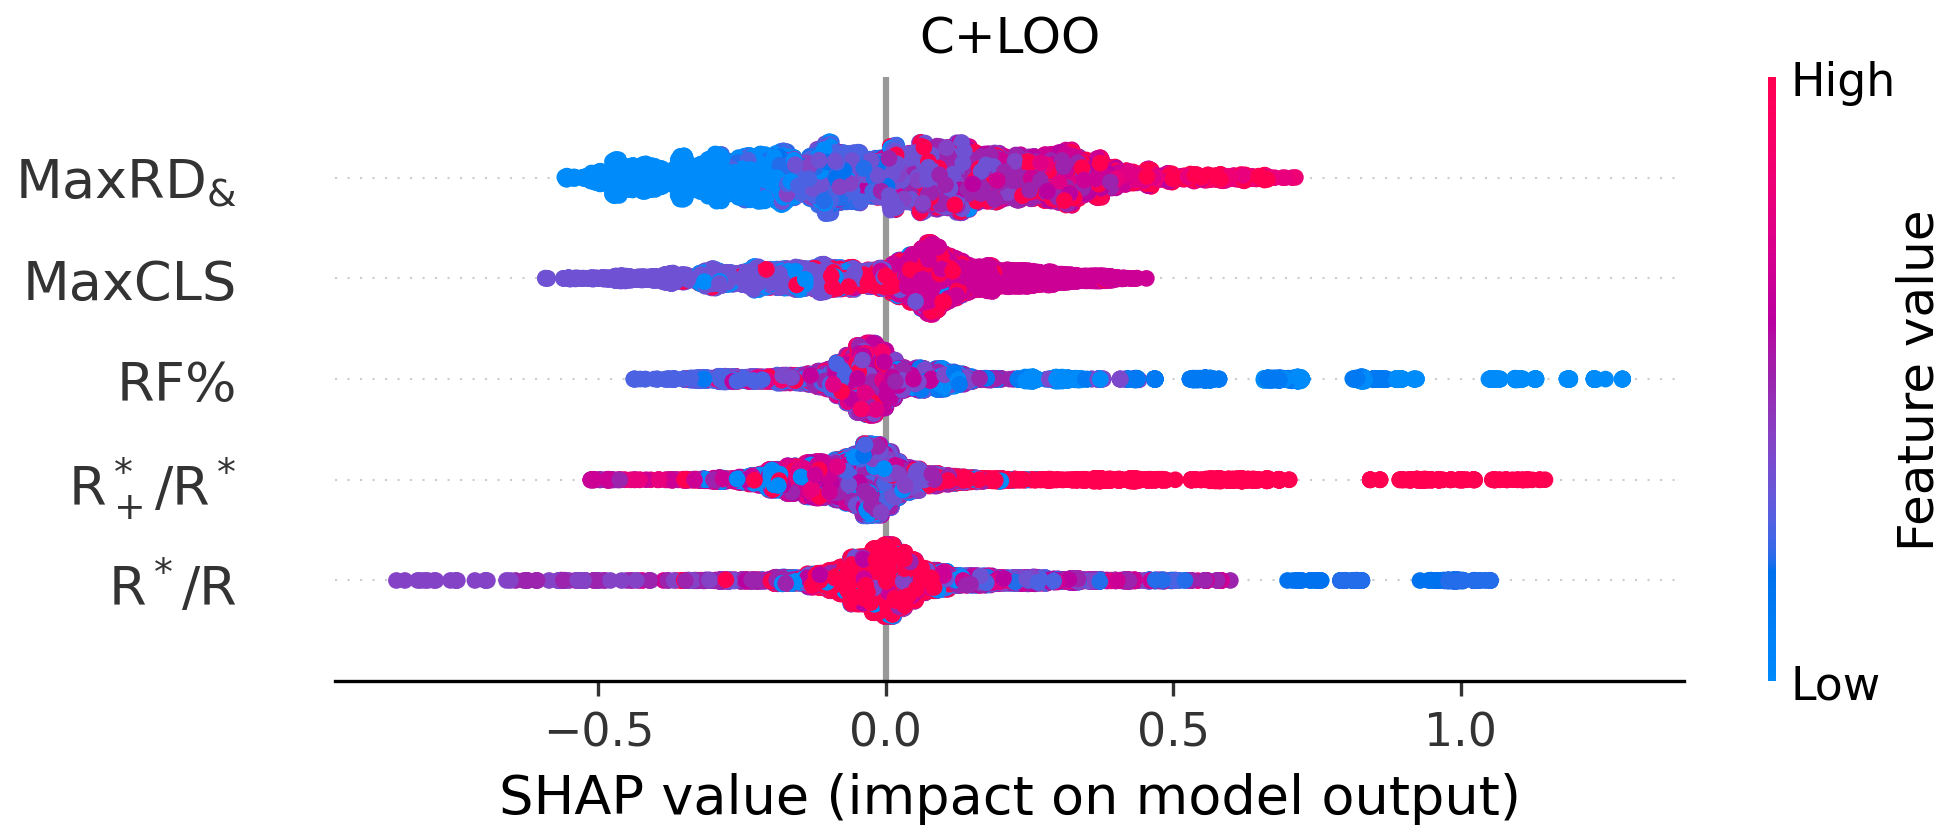 C+LOO
High
MaxRD&
MaxCLS
RF%
R*+/R*
R*/R
Feature value
Low
−0.5 0.0 0.5 1.0
SHAP value (impact on model output)